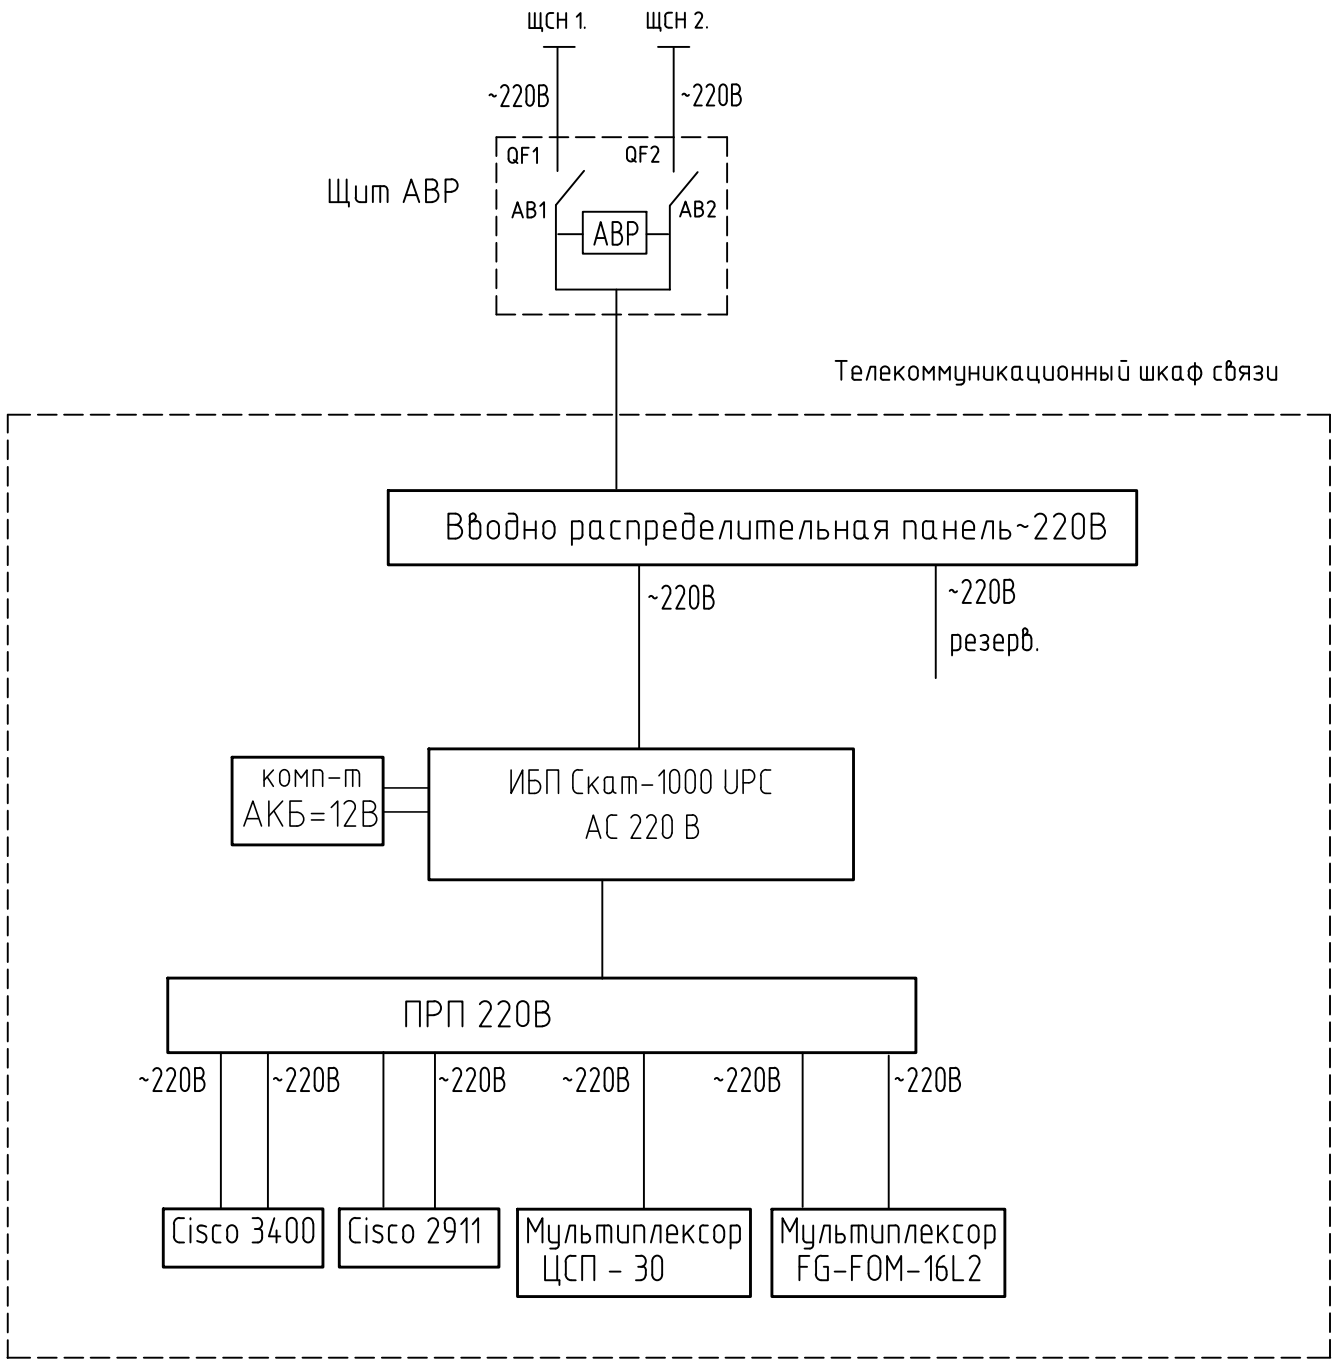 ЩСН 1.
ЩСН 2.
~220В
~220В
QF1
QF2
Щит АВР
АВ1
АВР
АВ2
Телекоммуникационный шкаф связи
Вводно распределительная панель~220В
~220В
~220В
резерв.
комп-т
АКБ=12В
ИБП Скат-1000 UPC
АС 220 В
ПРП 220В
~220В
~220В
~220В
~220В
~220В
~220В
Cisco 3400
Cisco 2911
Мультиплексор
ЦСП - 30
Мультиплексор
FG-FOM-16L2